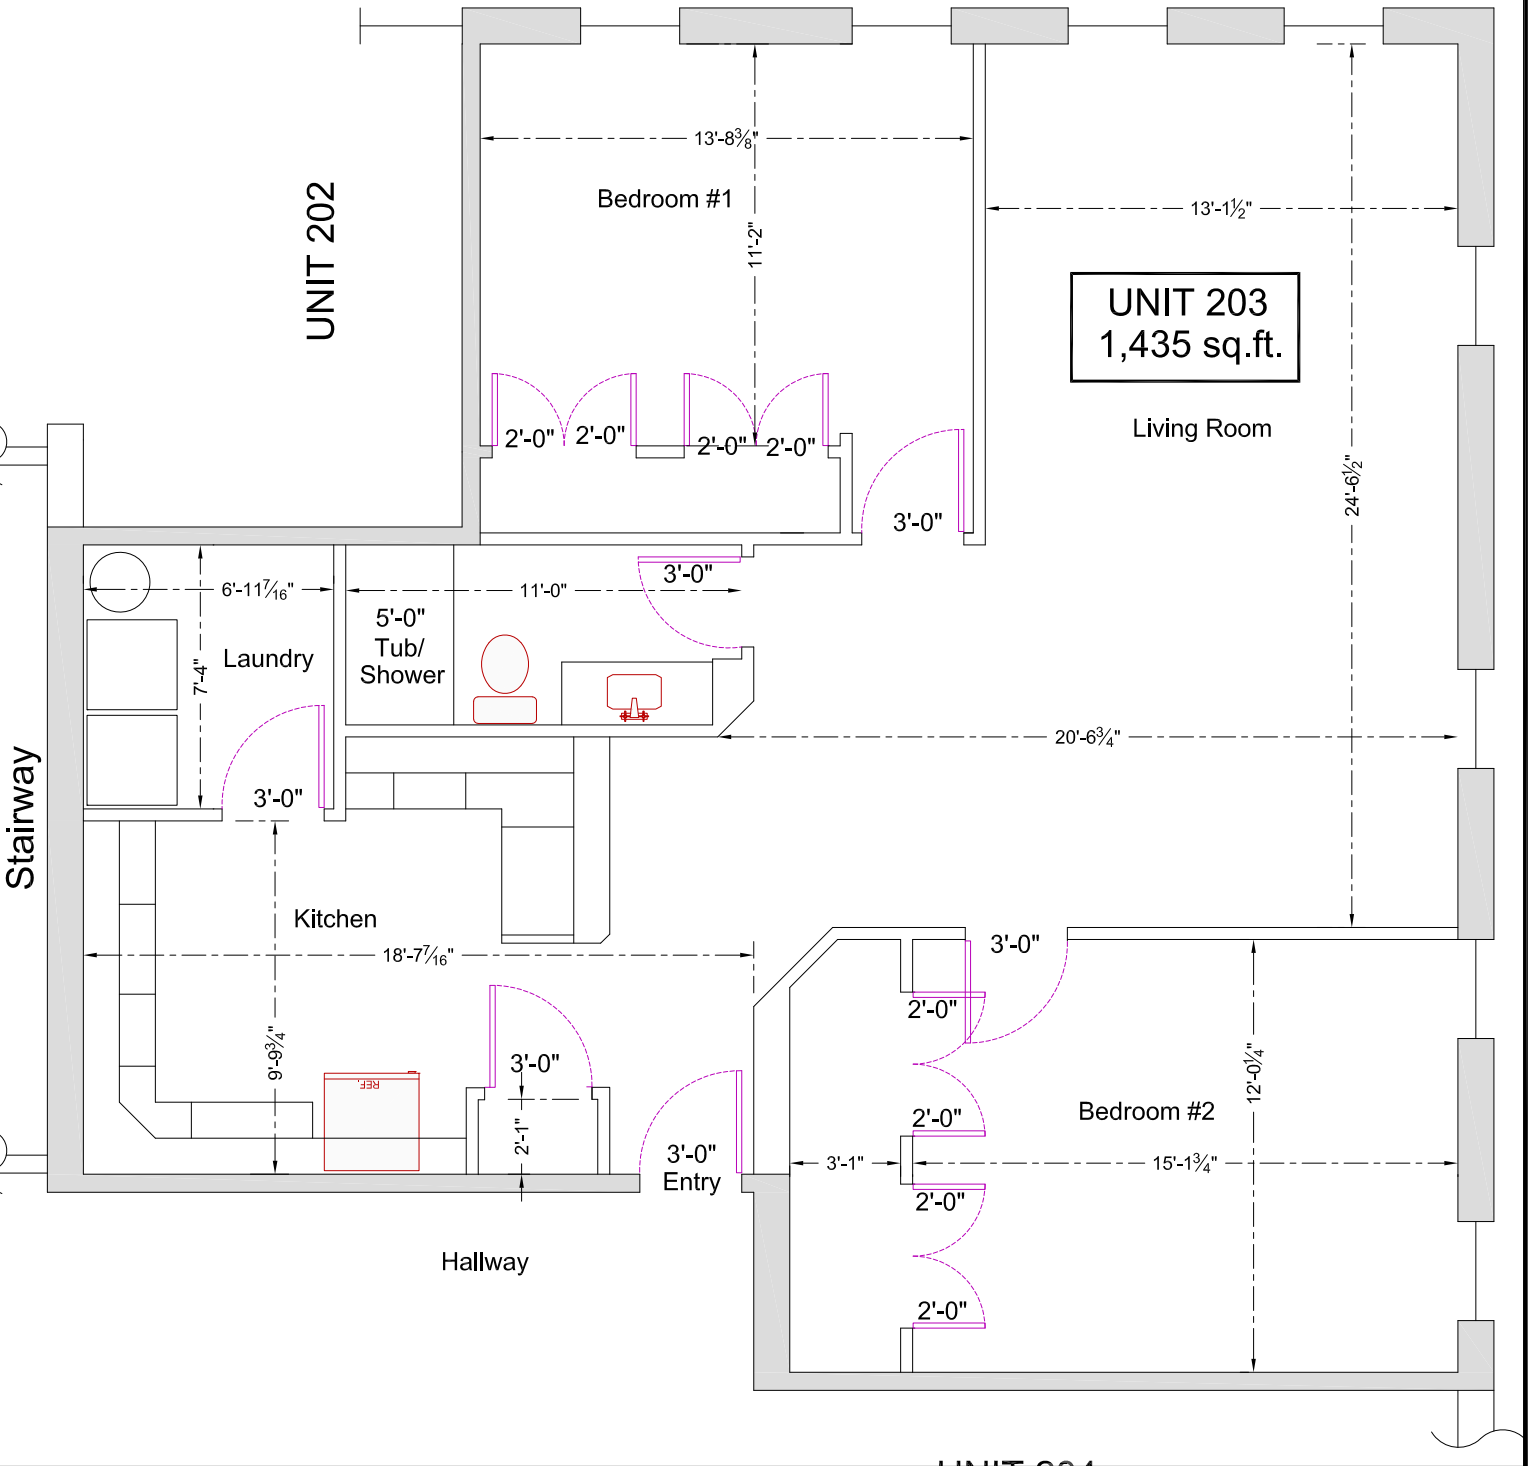 13'-8⅜"
Bedroom #1
11'-2"
13'-1½"
UNIT 202
UNIT 203
1,435 sq.ft.
Living Room
24'-6½"
2'-0"
2'-0"
2'-0"
2'-0"
3'-0"
6'-11⁷⁄₁₆"
11'-0"
3'-0"
5'-0"
Tub/
Shower
Laundry
7'-4"
20'-6¾"
3'-0"
Stairway
Kitchen
18'-7⁷⁄₁₆"
9'-9¾"
3'-0"
2'-0"
12'-0¼"
3'-0"
REF.
2'-0"
Bedroom #2
2'-1"
3'-0"
Entry
3'-1"
15'-1¾"
2'-0"
Hallway
2'-0"
UNIT